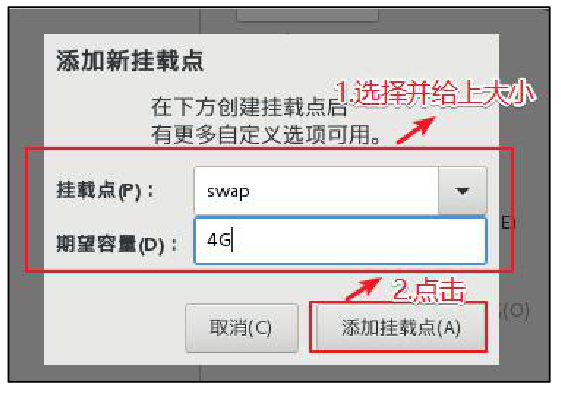 添加新挂载点
1.选择并给上大小
在下方创建挂载点后
有更多自定义选项可用。
挂载点(P)：
swap
E)
期望容量(D)：
4G
2.点击
取消(C)
添加挂载点(A)
(O)